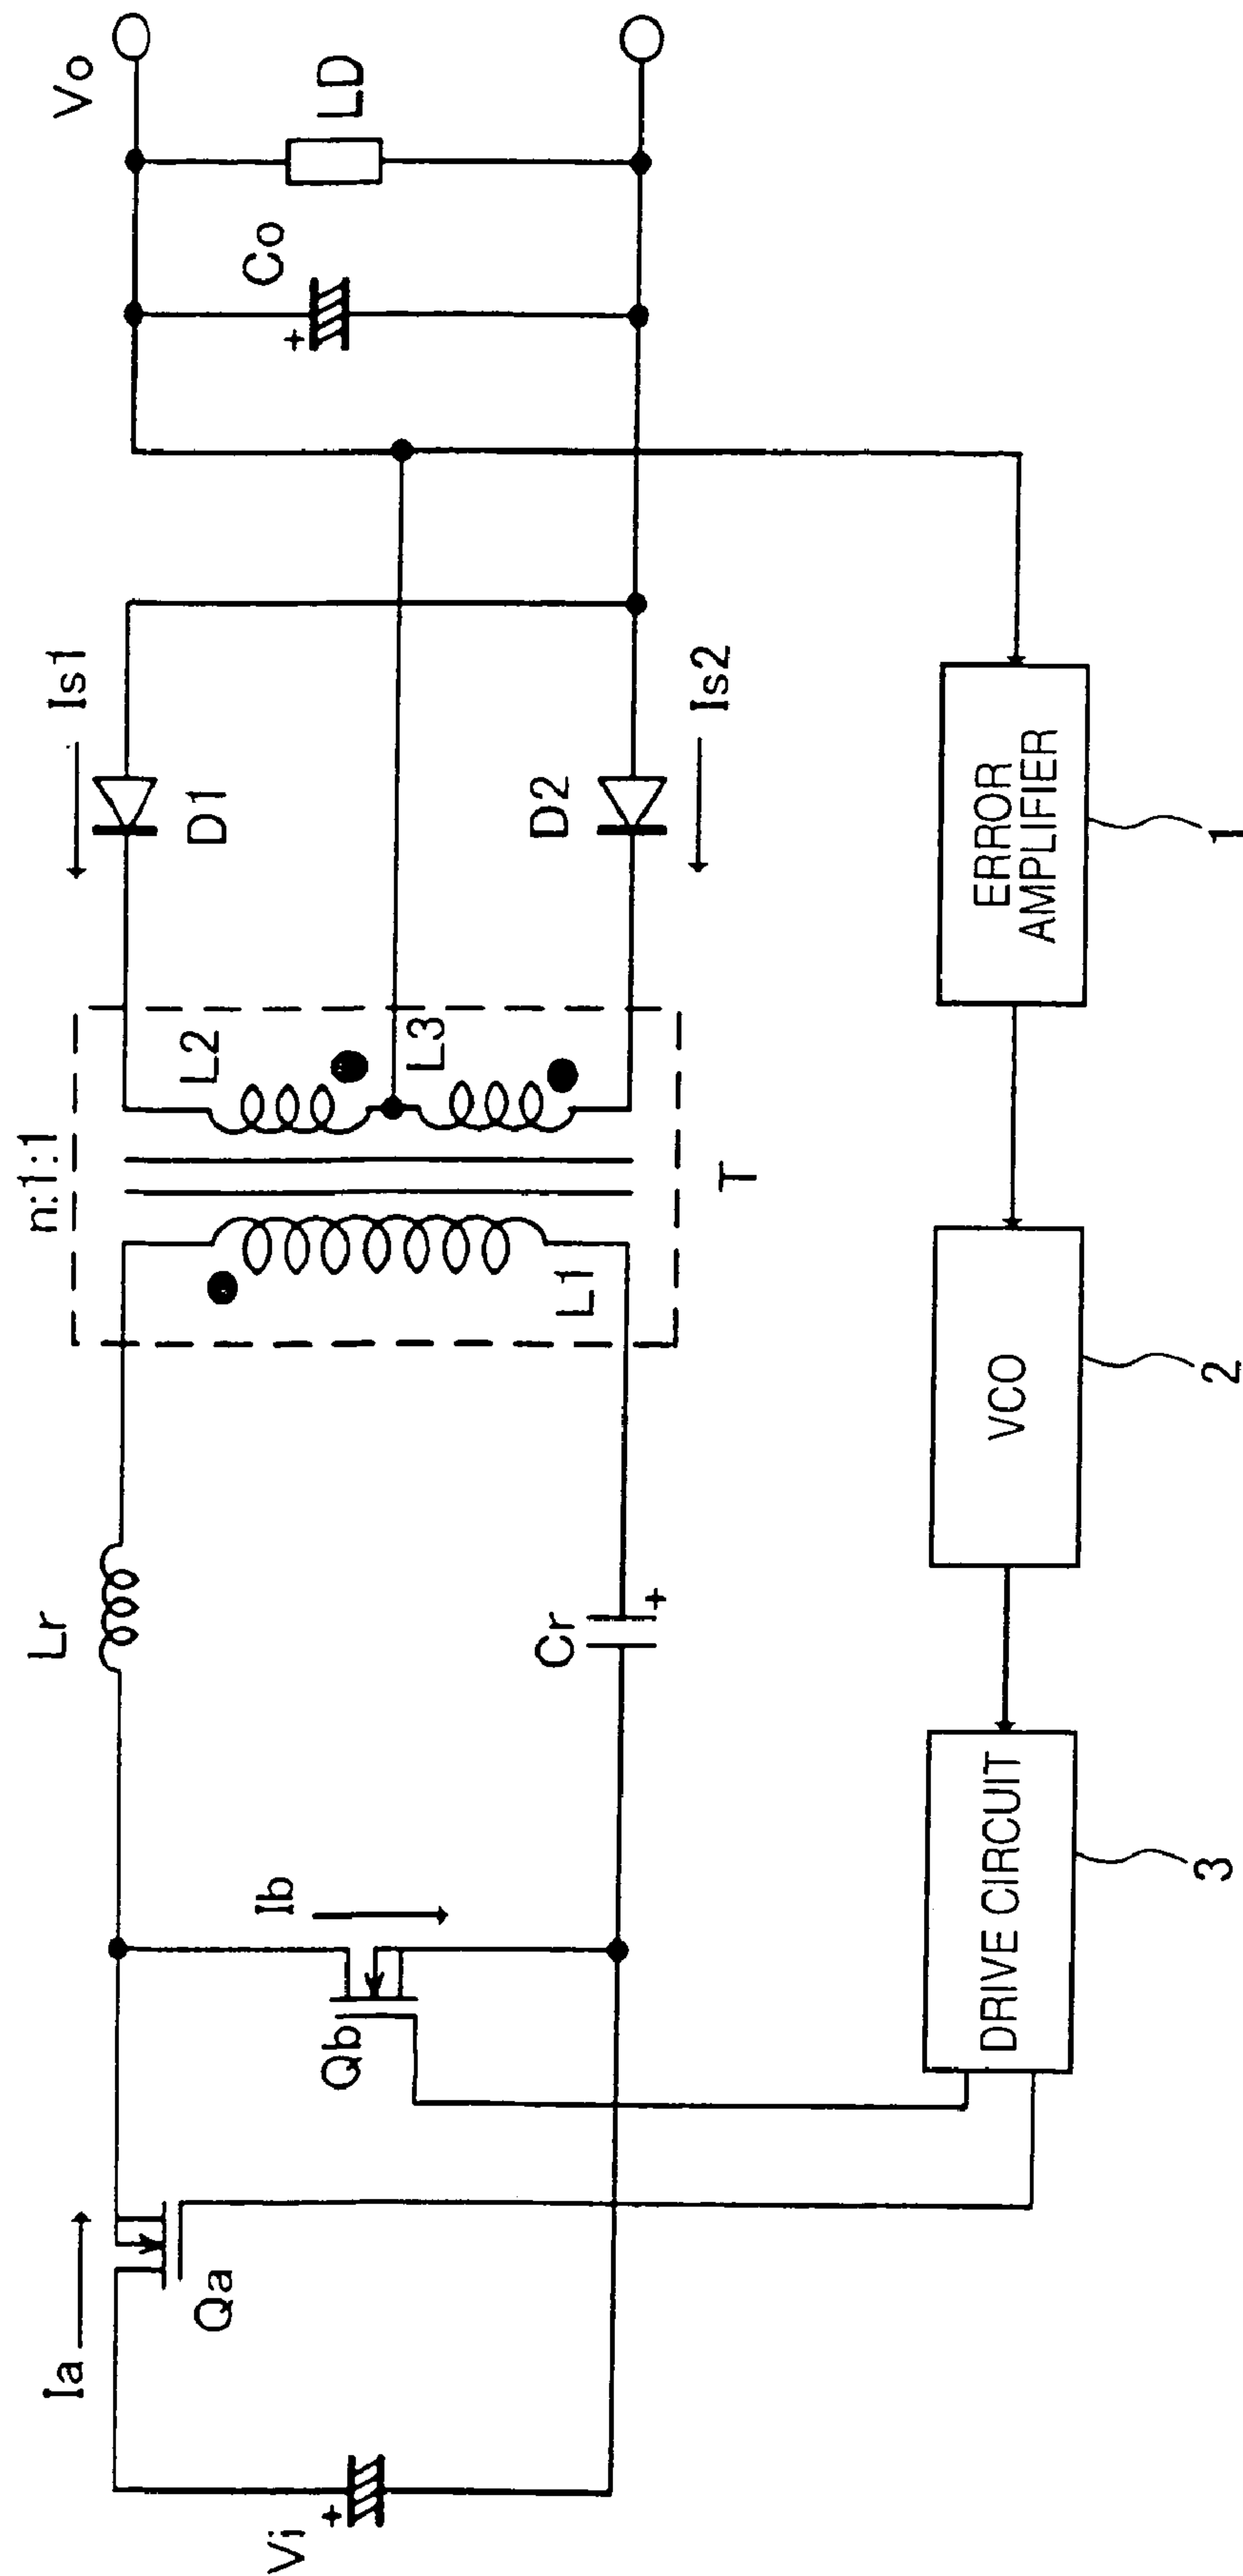 Ia
Lr
n:1:1
Is1
Vo
Vi
Qa
Qb
Ib
Cr
+
L1
L2
L3
D1
D2
Is2
Co
+
LD
+
T
DRIVE CIRCUIT
VCO
ERROR
AMPLIFIER
3
2
1